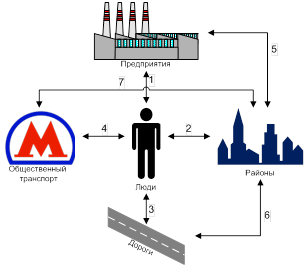 Предприятия
7
1
5
М
4
2
Общественный
транспорт
Люди
Районы
3
6
Дороги